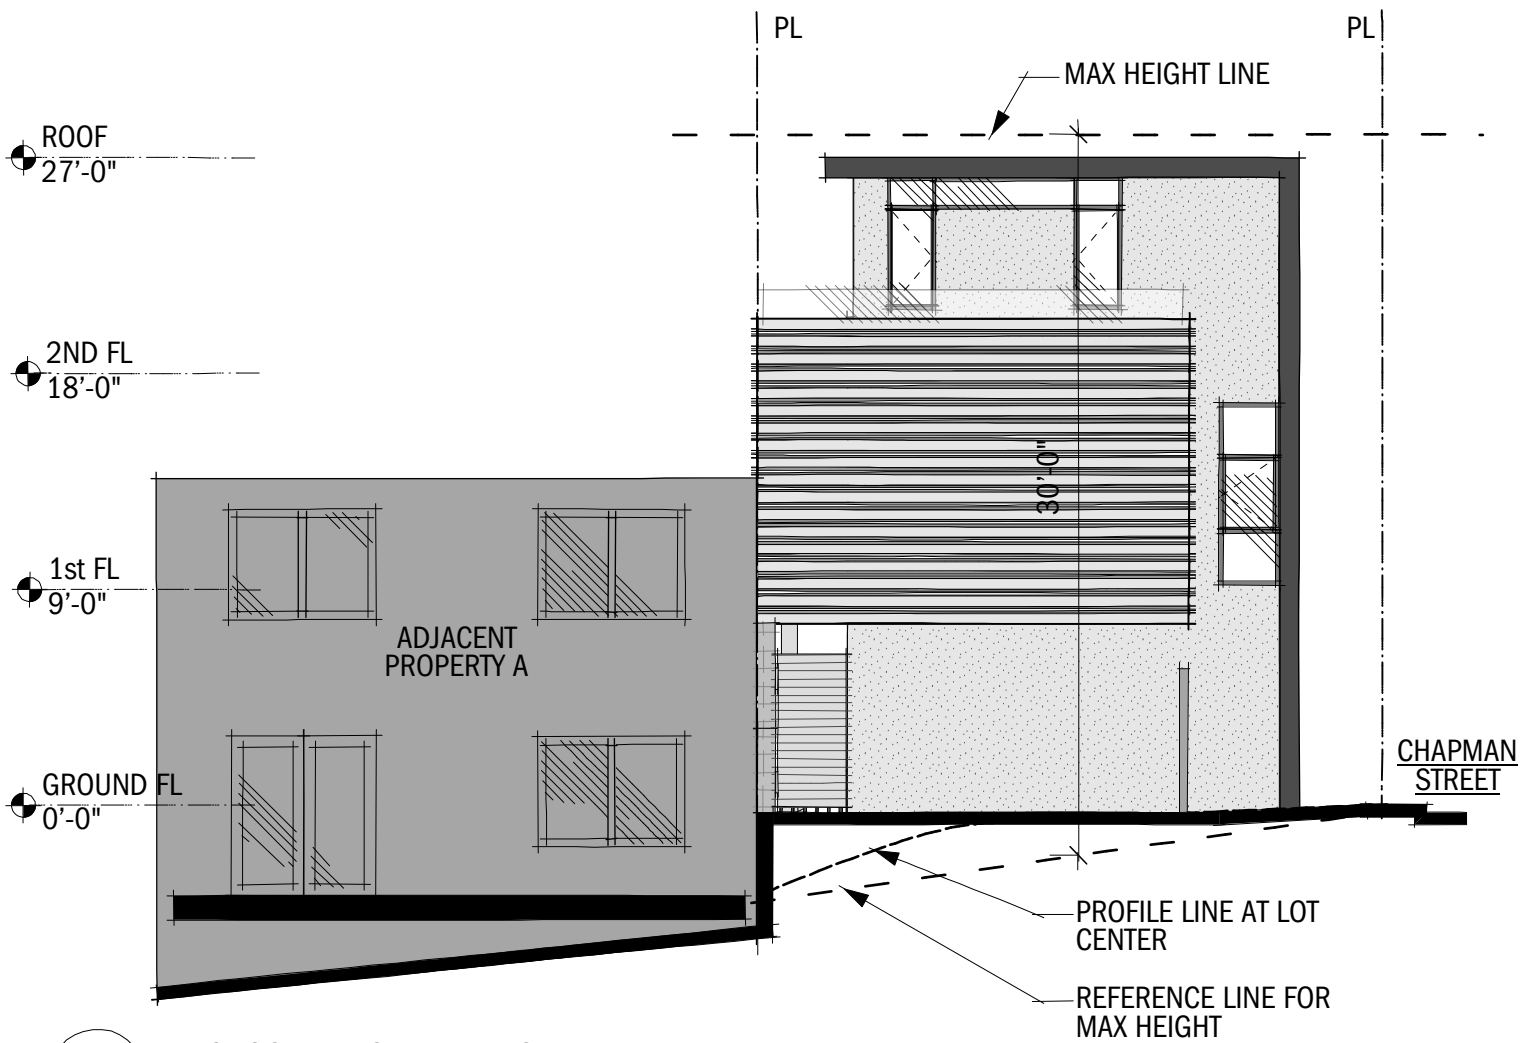 PL
PL
MAX HEIGHT LINE
ROOF
27'-0"
2ND FL
18'-0"
30'-0"
1st FL
9'-0"
ADJACENT
PROPERTY A
GROUND FL
0'-0"
CHAPMAN
STREET
PROFILE LINE AT LOT
CENTER
REFERENCE LINE FOR
MAX HEIGHT